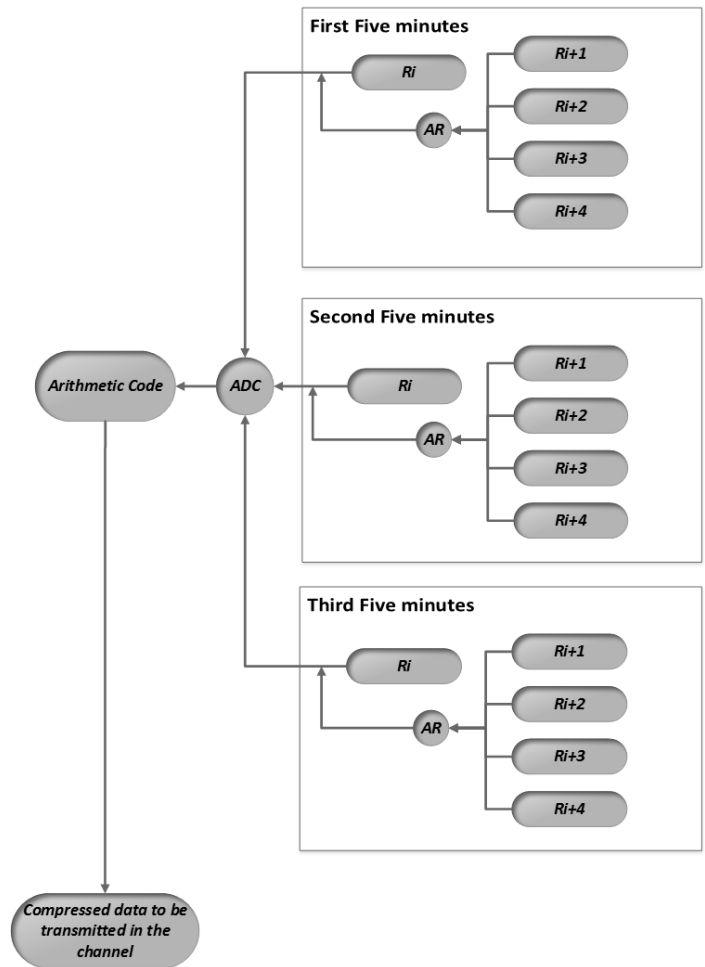 First Five minutes
Ri
AR
Ri+1
Ri+2
Ri+3
Ri+4
Second Five minutes
Arithmetic Code
ADC
Ri
AR
Ri+1
Ri+2
Ri+3
Ri+4
Third Five minutes
Ri
AR
Ri+1
Ri+2
Ri+3
Ri+4
Compressed data to be
transmitted in the
channel